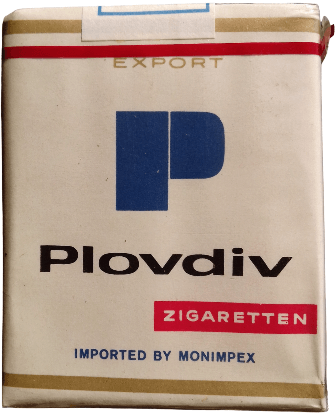 EXPORT
P
Plovdiv
ZIGARETTEN
IMPORTED BY MONIMPEX